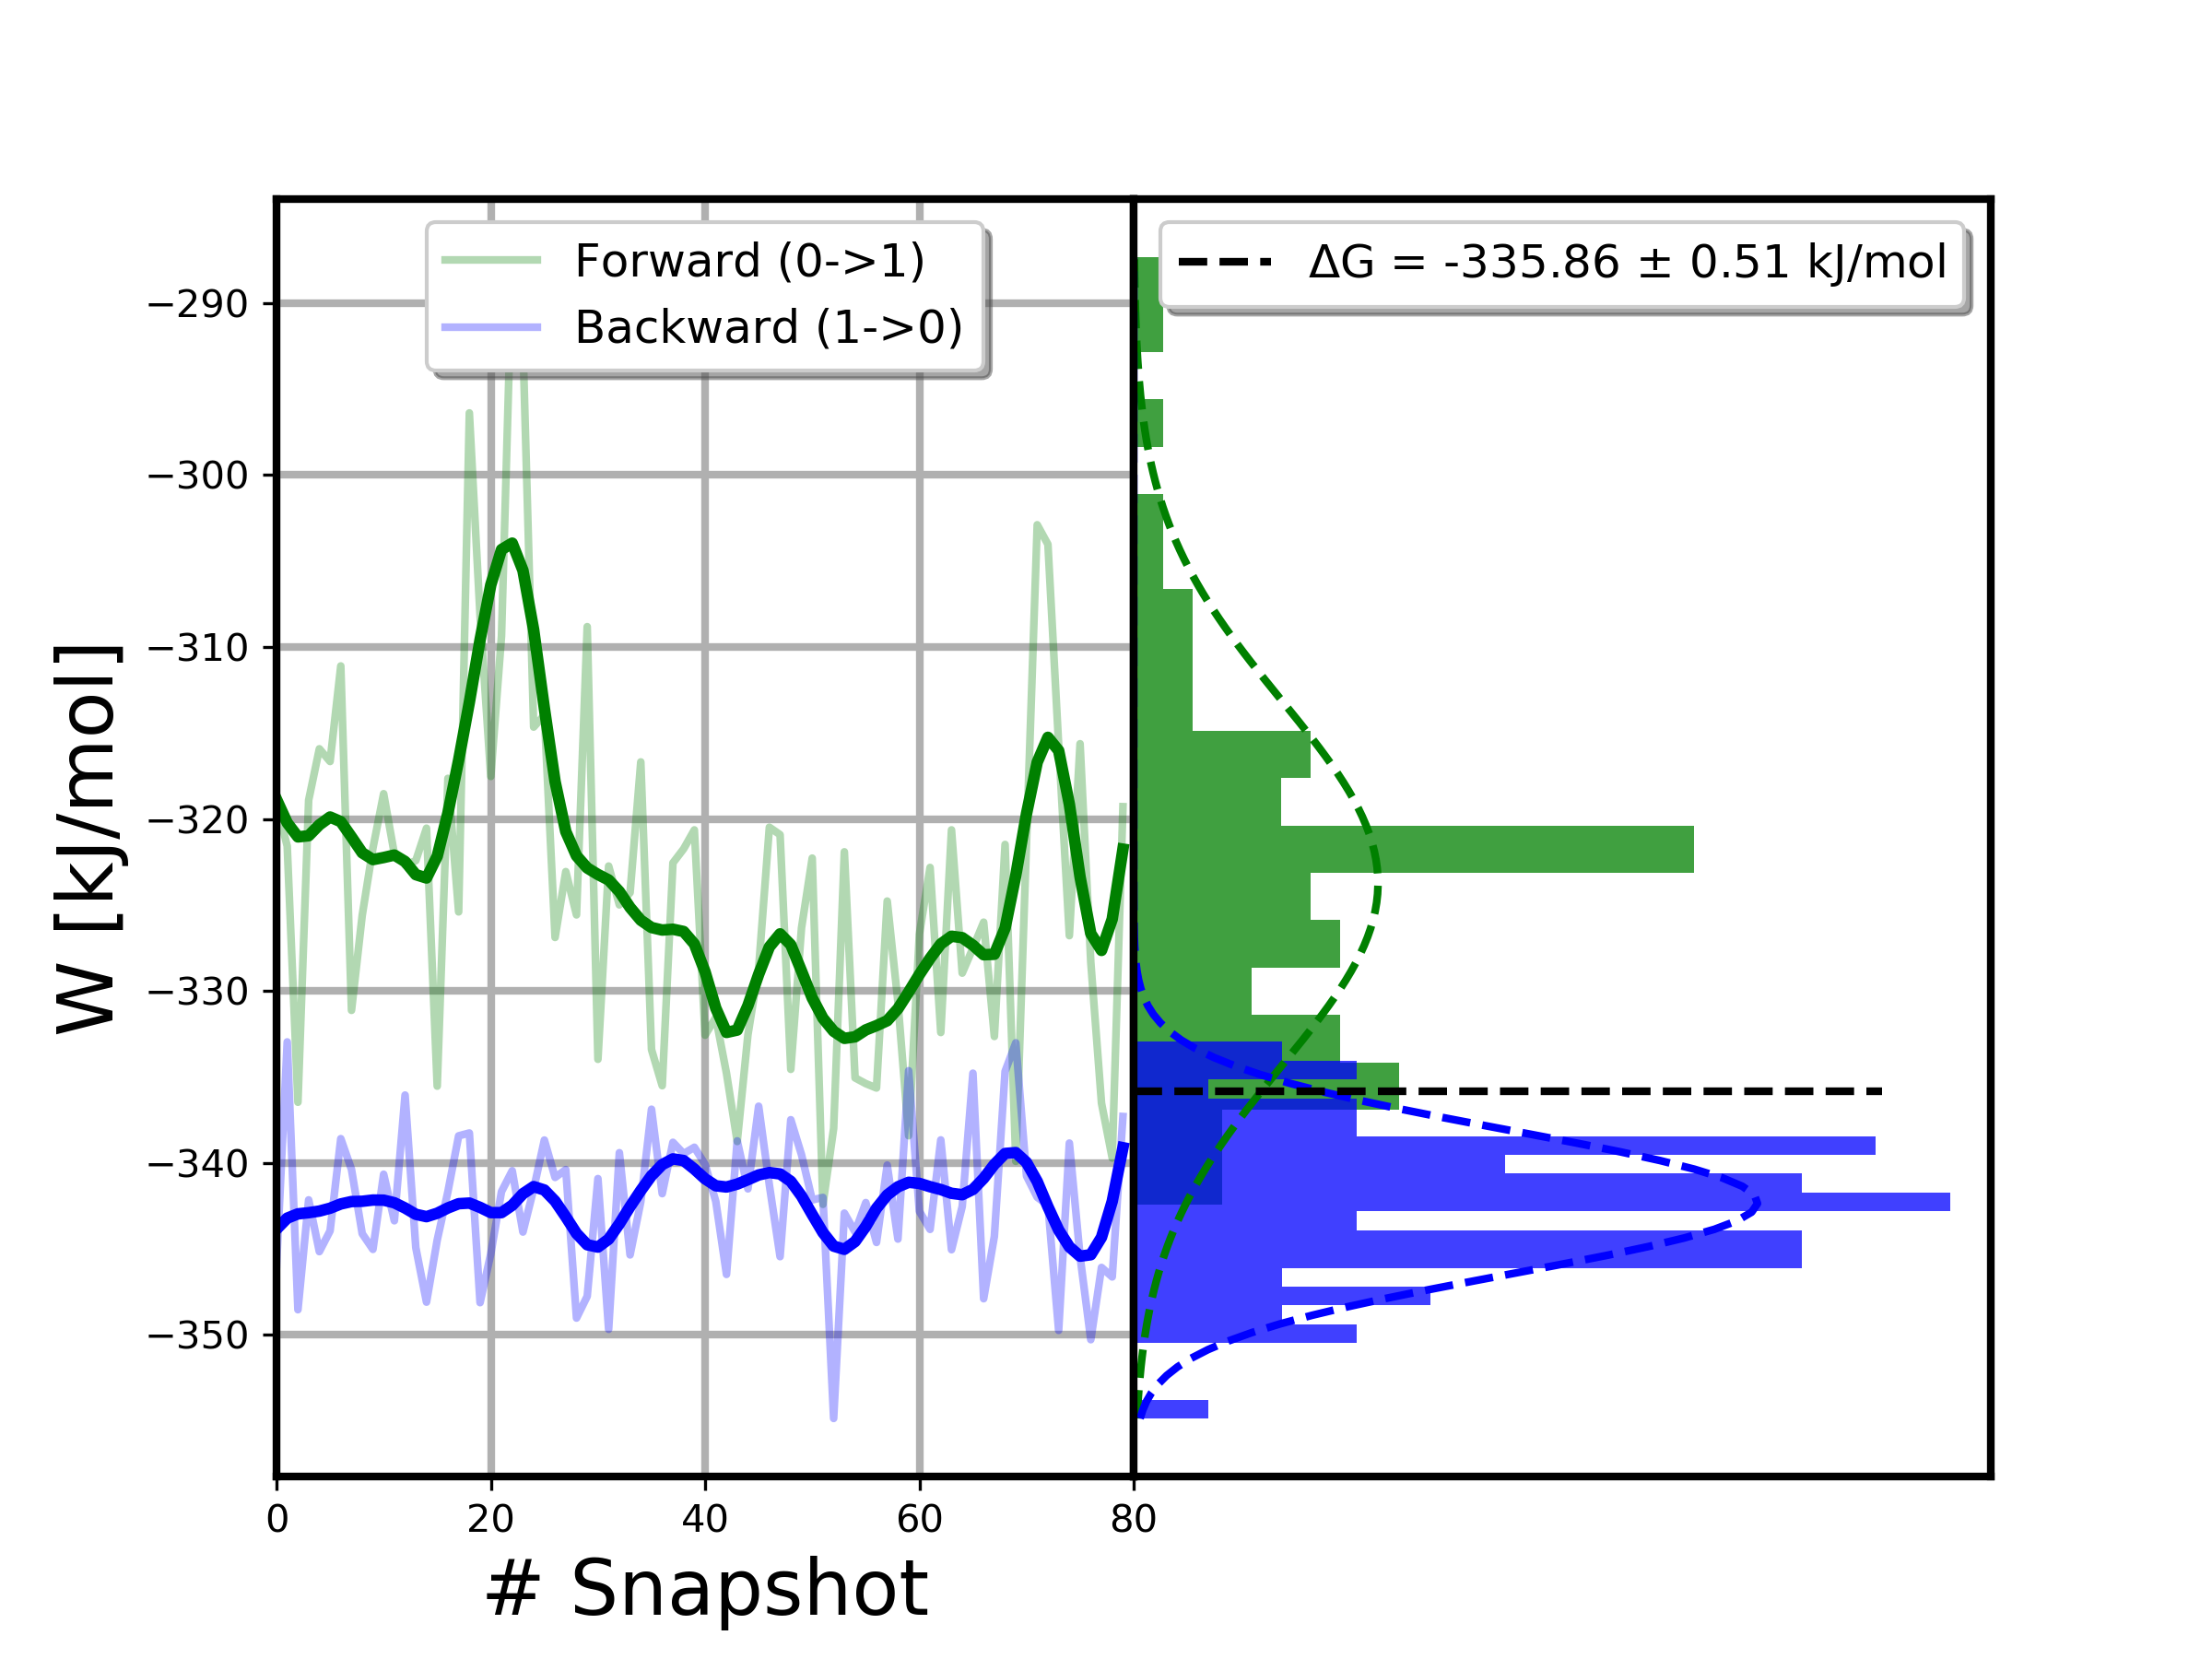 Forward (0->1)
Backward (1->0)
ΔG = -335.86 ± 0.51 kJ/mol
W [kJ/mol]
−290
−300
−310
−320
−330
−340
−350
0 20 40 60 80
# Snapshot